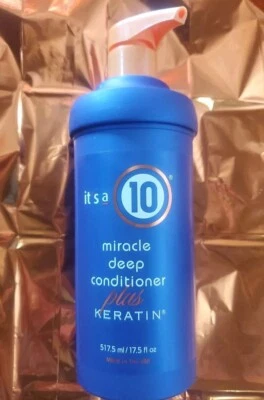 it's a 10®
miracle
deep
conditioner
plus
KERATIN®
517.5 ml / 17.5 fl oz